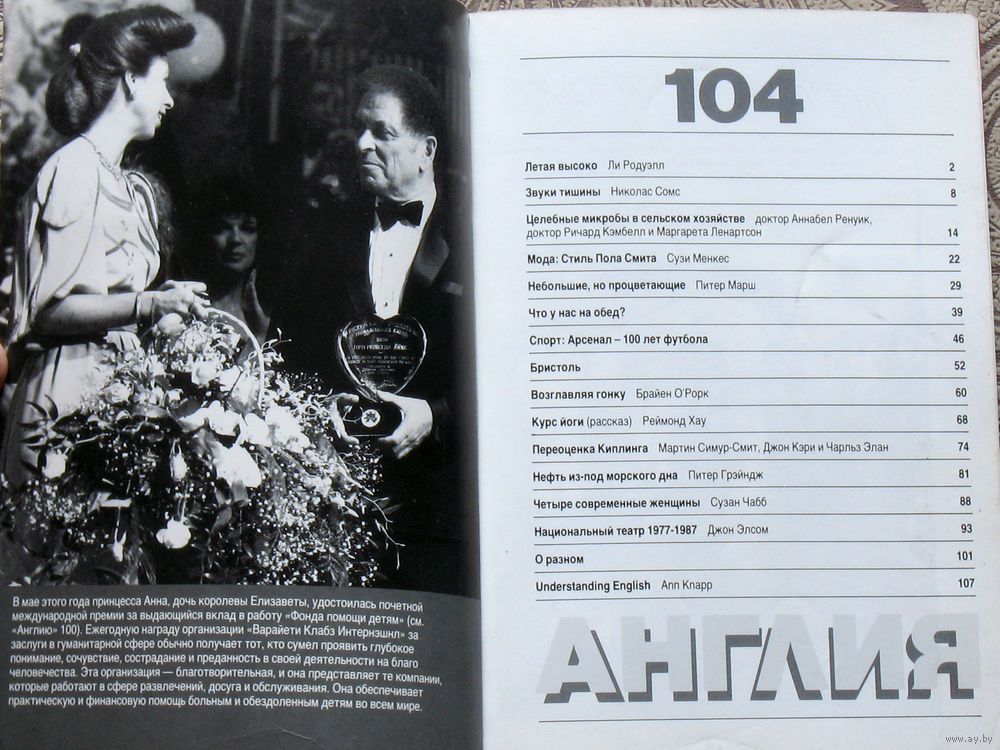 В мае этого года принцесса Анна, дочь королевы Елизаветы, удостоилась почетной
международной премии за выдающийся вклад в работу «Фонда помощи детям» (см.
«Англию» 100). Ежегодную награду организации «Варайети Клабз Интернэшнл» за
заслуги в гуманитарной сфере обычно получает тот, кто сумел проявить глубокое
понимание, сочувствие, сострадание и преданность в своей деятельности на благо
человечества. Эта организация — благотворительная, и она представляет те компании,
которые работают в сфере развлечений, досуга и обслуживания. Она обеспечивает
практическую и финансовую помощь больным и обездоленным детям во всем мире.
104
Летая высоко Ли Родуэлл 2
Звуки тишины Николас Сомс 8
Целебные микробы в сельском хозяйстве доктор Аннабел Ренуик,
доктор Ричард Кэмбелл и Маргарета Ленартсон 14
Мода: Стиль Пола Смита Сузи Менкес 22
Небольшие, но процветающие Питер Марш 29
Что у нас на обед? 39
Спорт: Арсенал – 100 лет футбола 46
Бристоль 52
Возглавляя гонку Брайен О'Рорк 60
Курс йоги (рассказ) Реймонд Хау 68
Переоценка Киплинга Мартин Симур-Смит, Джон Кэри и Чарльз Элан 74
Нефть из-под морского дна Питер Грэйндж 81
Четыре современные женщины Сузан Чабб 88
Национальный театр 1977-1987 Джон Элсом 93
О разном 101
Understanding English Ann Knapp 107
АНГЛИЯ
www.ay.by